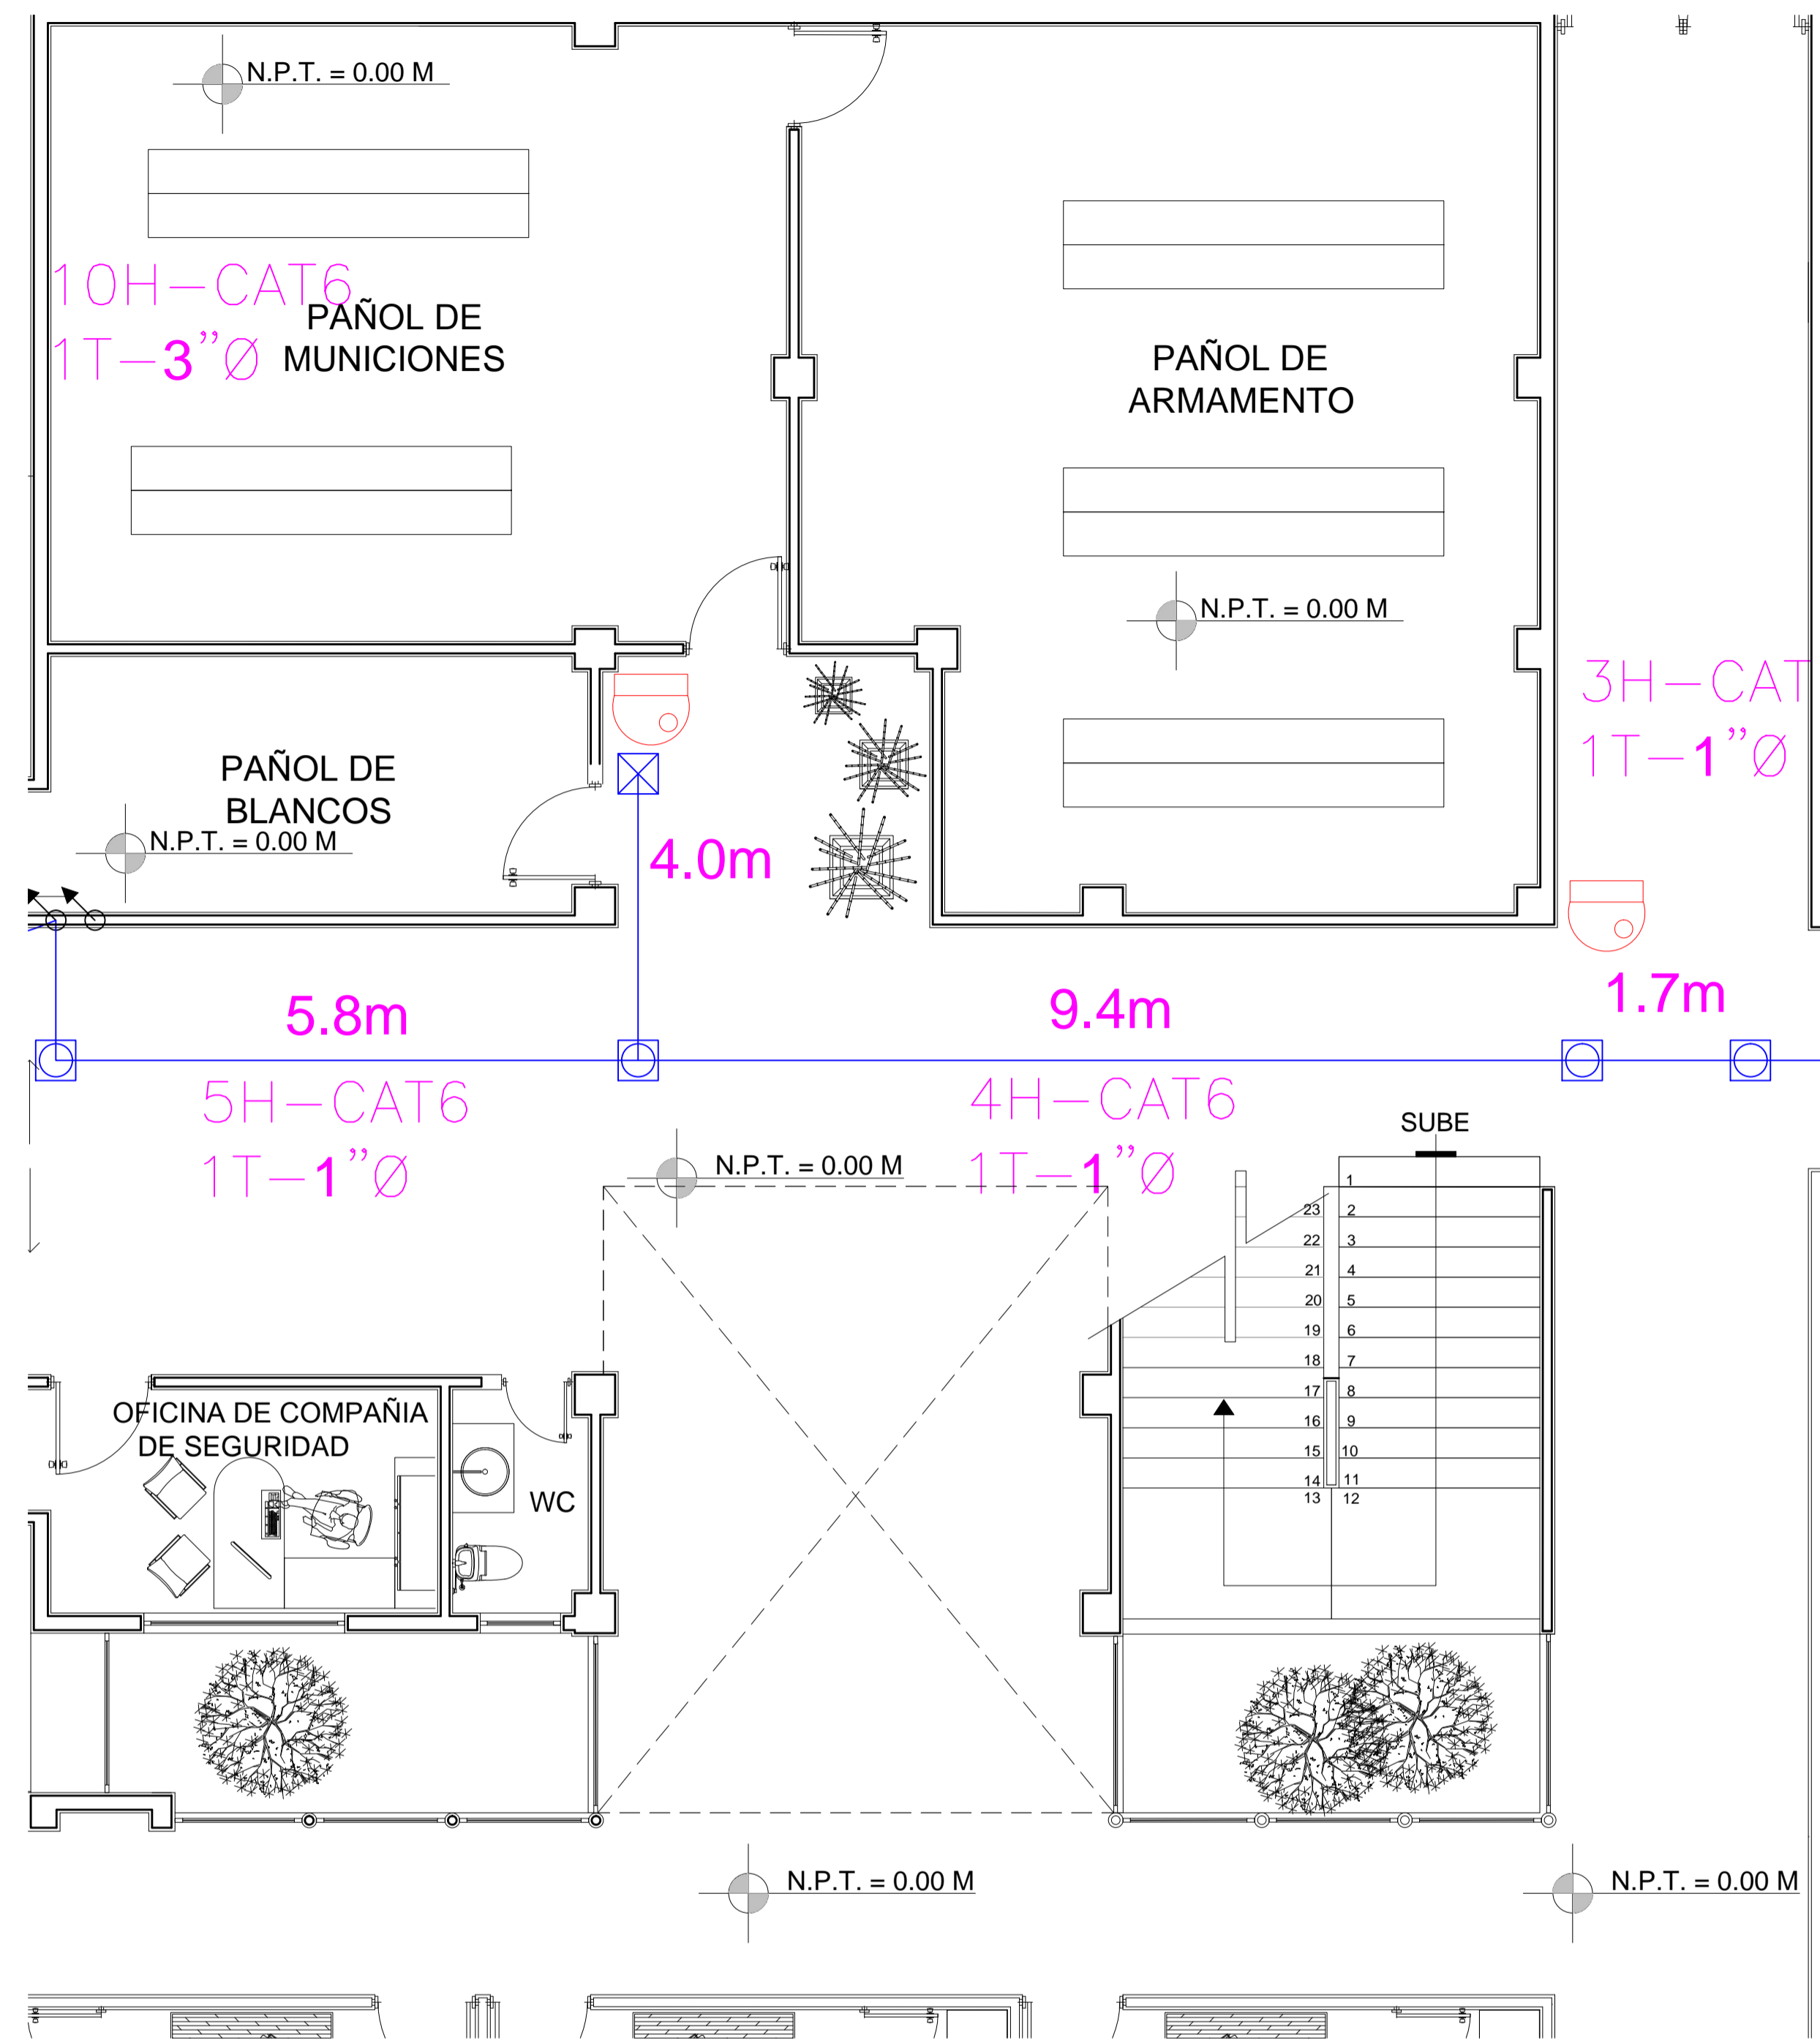 N.P.T. = 0.00 M
10H-CAT6
1T-3”Ø
PAÑOL DE
MUNICIONES
PAÑOL DE
ARMAMENTO
N.P.T. = 0.00 M
3H-CAT
1T-1”Ø
PAÑOL DE
BLANCOS
N.P.T. = 0.00 M
4.0m
5.8m
9.4m
1.7m
5H-CAT6
1T-1”Ø
4H-CAT6
1T-1”Ø
N.P.T. = 0.00 M
SUBE
1
23 2
22 3
21 4
20 5
19 6
18 7
17 8
16 9
15 10
14 11
13 12
OFICINA DE COMPAÑIA
DE SEGURIDAD
WC
N.P.T. = 0.00 M
N.P.T. = 0.00 M